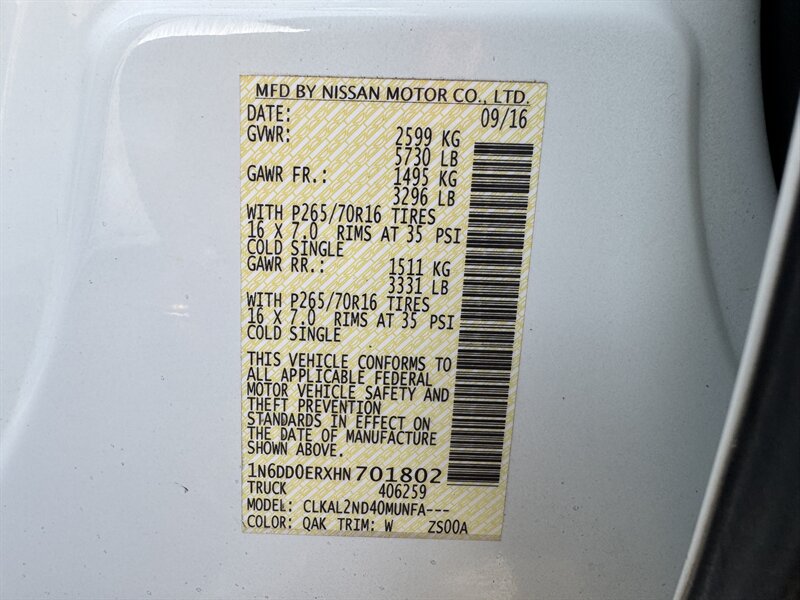 MFD BY NISSAN MOTOR CO., LTD.
DATE: 09/16
GVWR: 2599 KG
5730 LB
GAWR FR.: 1495 KG
3296 LB
WITH P265/70R16 TIRES
16 X 7.0 RIMS AT 35 PSI
COLD SINGLE
GAWR RR.: 1511 KG
3331 LB
WITH P265/70R16 TIRES
16 X 7.0 RIMS AT 35 PSI
COLD SINGLE
THIS VEHICLE CONFORMS TO
ALL APPLICABLE FEDERAL
MOTOR VEHICLE SAFETY AND
THEFT PREVENTION
STANDARDS IN EFFECT ON
THE DATE OF MANUFACTURE
SHOWN ABOVE.
1N6DD0ERXHN701802
TRUCK 406259
MODEL: CLKAL2ND40MUNFA---
COLOR: QAK TRIM: W ZS00A